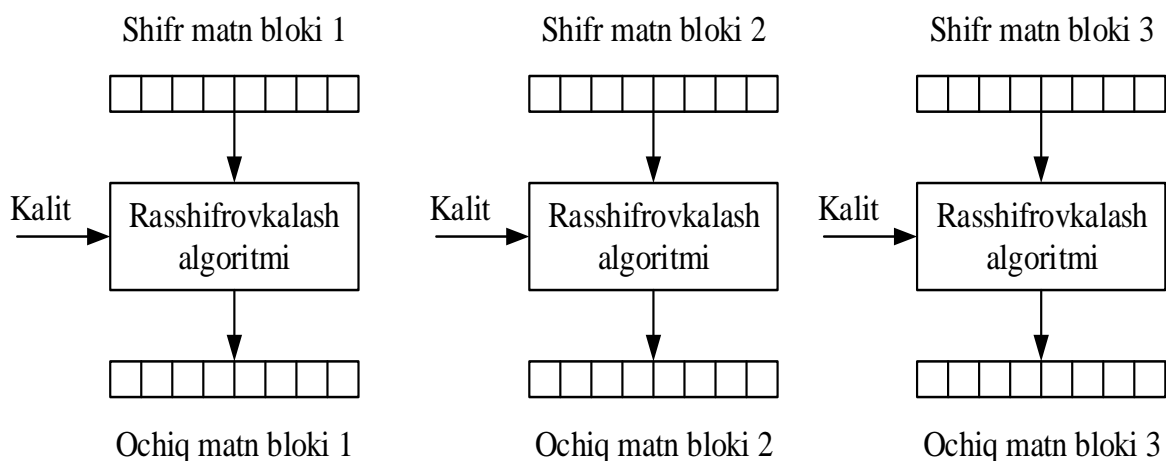 Shifr matn bloki 1
Shifr matn bloki 2
Shifr matn bloki 3
Kalit
Rasshifrovkalash
algoritmi
Kalit
Rasshifrovkalash
algoritmi
Kalit
Rasshifrovkalash
algoritmi
Ochiq matn bloki 1
Ochiq matn bloki 2
Ochiq matn bloki 3